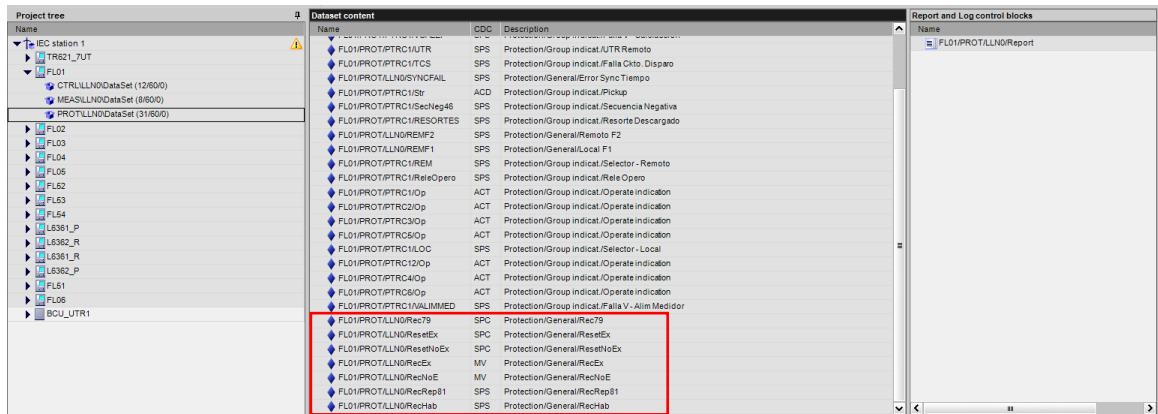 Project tree
Name
IEC station 1
TR621_7UT
FL01
CTRL\LLN0\DataSet (12/60/0)
MEAS\LLN0\DataSet (8/60/0)
PROT\LLN0\DataSet (31/60/0)
FL02
FL03
FL04
FL05
FL52
FL53
FL54
L6361_P
L6362_R
L6361_R
L6362_P
FL51
FL06
BCU_UTR1
Dataset content
Name CDC Description
FL01/PROT/PTRC1/UTR SPS Protection/Group indicat./UTR Remoto
FL01/PROT/PTRC1/TCS SPS Protection/Group indicat./Falla Ckto. Disparo
FL01/PROT/LLN0/SYNCFAIL SPS Protection/General/Error Sync Tiempo
FL01/PROT/PTRC1/Str ACD Protection/Group indicat./Pickup
FL01/PROT/PTRC1/SecNeg46 SPS Protection/Group indicat./Secuencia Negativa
FL01/PROT/PTRC1/RESORTES SPS Protection/Group indicat./Resorte Descargado
FL01/PROT/LLN0/REMF2 SPS Protection/General/Remoto F2
FL01/PROT/LLN0/REMF1 SPS Protection/General/Local F1
FL01/PROT/PTRC1/REM SPS Protection/Group indicat./Selector - Remoto
FL01/PROT/PTRC1/ReleOpero SPS Protection/Group indicat./Rele Opero
FL01/PROT/PTRC1/Op ACT Protection/Group indicat./Operate indication
FL01/PROT/PTRC2/Op ACT Protection/Group indicat./Operate indication
FL01/PROT/PTRC3/Op ACT Protection/Group indicat./Operate indication
FL01/PROT/PTRC5/Op ACT Protection/Group indicat./Operate indication
FL01/PROT/PTRC1/LOC SPS Protection/Group indicat./Selector - Local
FL01/PROT/PTRC12/Op ACT Protection/Group indicat./Operate indication
FL01/PROT/PTRC4/Op ACT Protection/Group indicat./Operate indication
FL01/PROT/PTRC6/Op ACT Protection/Group indicat./Operate indication
FL01/PROT/PTRC1/VALIMMED SPS Protection/Group indicat./Falla V - Alim Medidor
FL01/PROT/LLN0/Rec79 SPC Protection/General/Rec79
FL01/PROT/LLN0/ResetEx SPC Protection/General/ResetEx
FL01/PROT/LLN0/ResetNoEx SPC Protection/General/ResetNoEx
FL01/PROT/LLN0/RecEx MV Protection/General/RecEx
FL01/PROT/LLN0/RecNoE MV Protection/General/RecNoE
FL01/PROT/LLN0/RecRep81 SPS Protection/General/RecRep81
FL01/PROT/LLN0/RecHab SPS Protection/General/RecHab
Report and Log control blocks
Name
FL01/PROT/LLN0/Report